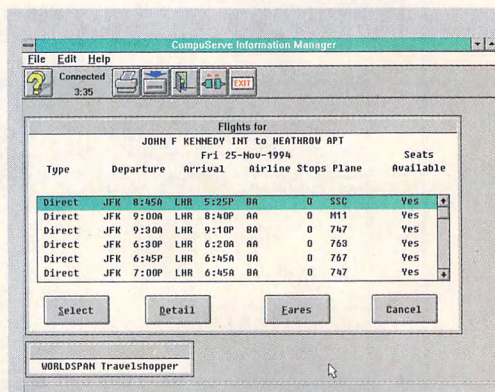 CompuServe Information Manager
File Edit Help
Connected
3:35
EXIT
Flights for
JOHN F KENNEDY INT to HEATHROW APT
Fri 25-Nov-1994
Seats
Type Departure Arrival Airline Stops Plane Available
Direct JFK 8:45A LHR 5:25P BA 0 SSC Yes
Direct JFK 9:00A LHR 8:40P AA 0 M11 Yes
Direct JFK 9:30A LHR 9:10P BA 0 747 Yes
Direct JFK 6:30P LHR 6:20A AA 0 763 Yes
Direct JFK 6:45P LHR 6:45A UA 0 767 Yes
Direct JFK 7:00P LHR 6:45A BA 0 747 Yes
Select Detail Fares Cancel
WORLDSPAN Travelshopper